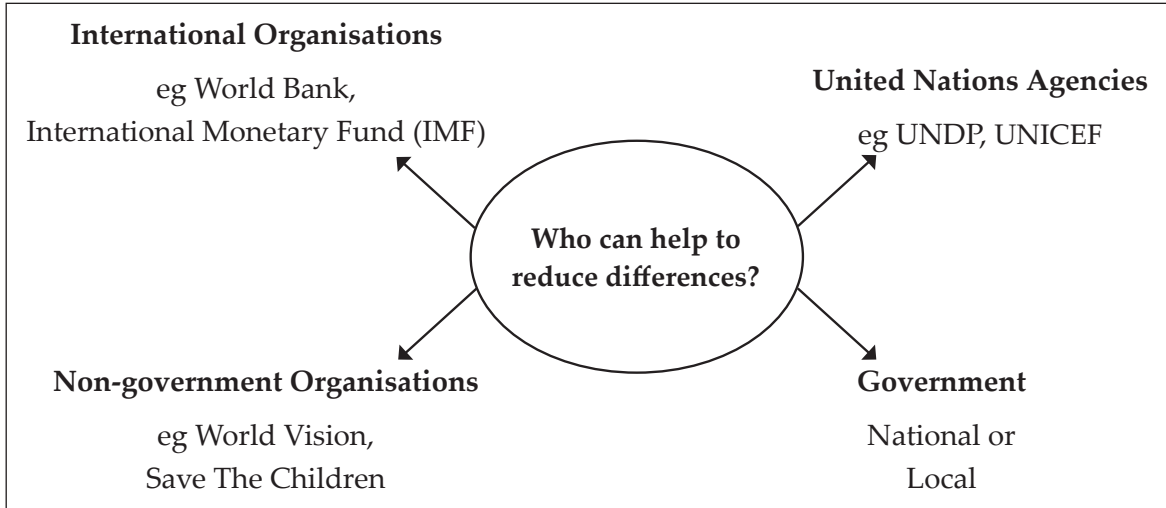 International Organisations
eg World Bank,
International Monetary Fund (IMF)
United Nations Agencies
eg UNDP, UNICEF
Who can help to
reduce differences?
Non-government Organisations
eg World Vision,
Save The Children
Government
National or
Local